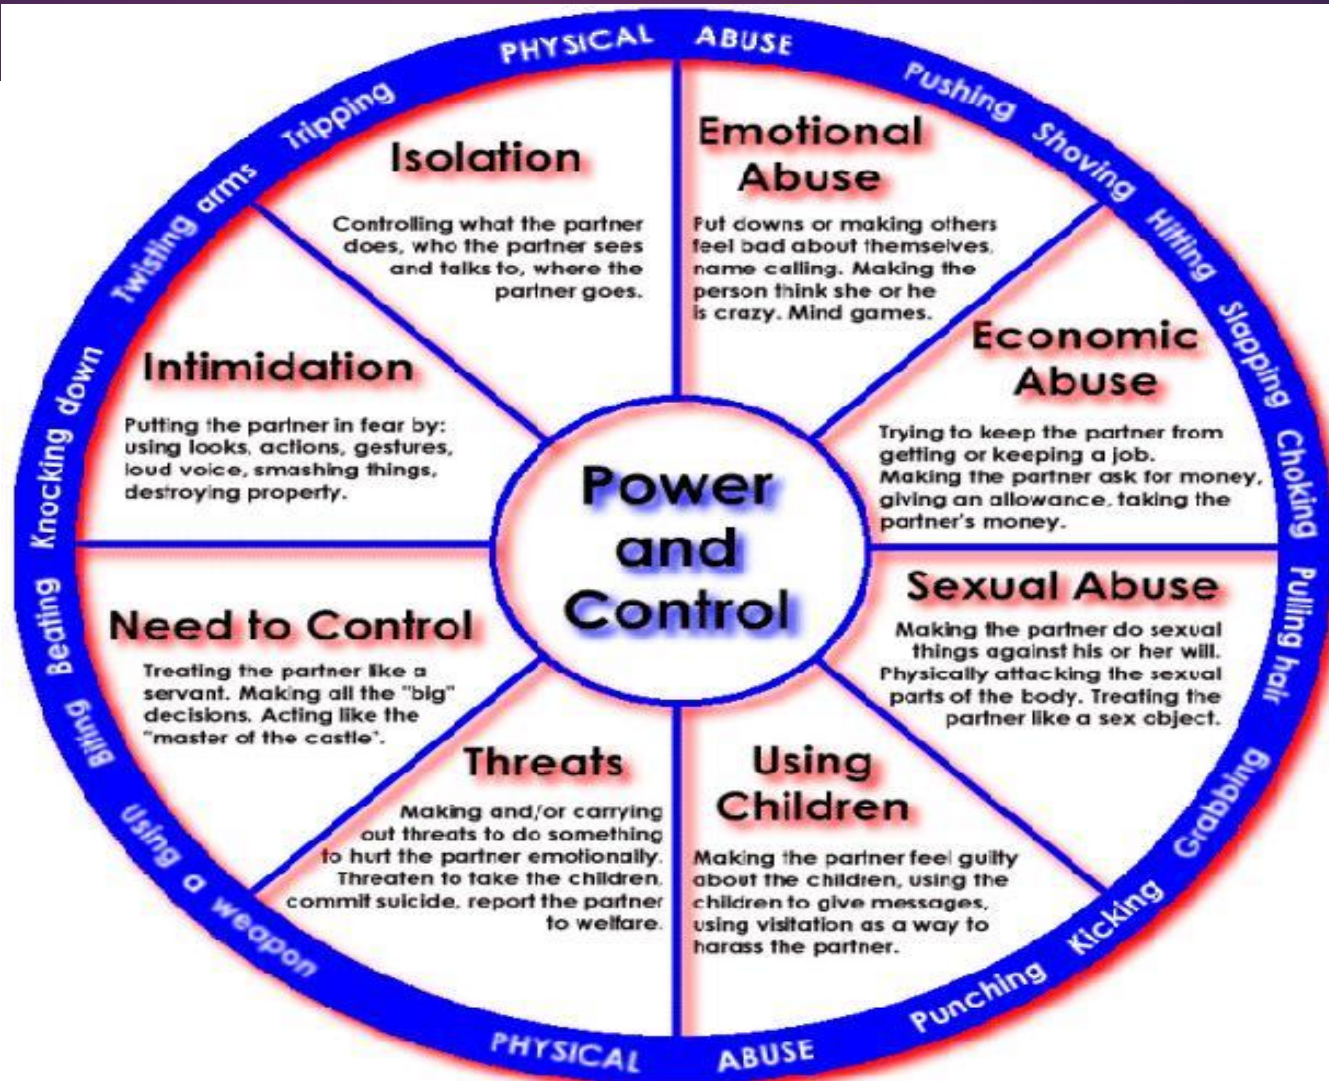 PHYSICAL ABUSE
Pushing
Shoving
Hitting
Slapping
Choking
Pulling hair
Grabbing
Kicking
Punching
PHYSICAL ABUSE
Using a weapon
Biting
Beating
Knocking down
Twisting arms
Tripping
Isolation
Controlling what the partner
does, who the partner sees
and talks to, where the
partner goes.
Emotional
Abuse
Put downs or making others
feel bad about themselves,
name calling. Making the
person think she or he
is crazy. Mind games.
Economic
Abuse
Trying to keep the partner from
getting or keeping a job.
Making the partner ask for money,
giving an allowance, taking the
partner's money.
Sexual Abuse
Making the partner do sexual
things against his or her will.
Physically attacking the sexual
parts of the body. Treating the
partner like a sex object.
Using
Children
Making the partner feel guilty
about the children, using the
children to give messages,
using visitation as a way to
harass the partner.
Threats
Making and/or carrying
out threats to do something
to hurt the partner emotionally.
Threaten to take the children,
commit suicide, report the partner
to welfare.
Need to Control
Treating the partner like a
servant. Making all the "big"
decisions. Acting like the
"master of the castle".
Intimidation
Putting the partner in fear by:
using looks, actions, gestures,
loud voice, smashing things,
destroying property.
Power
and
Control